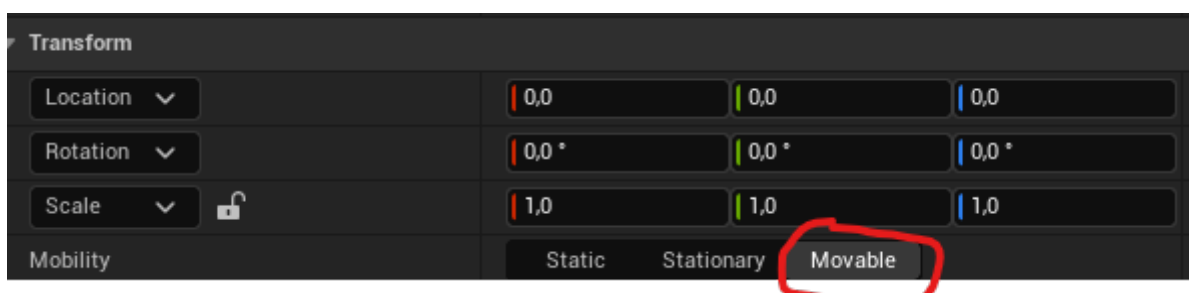 Transform
Location 0,0 0,0 0,0
Rotation 0,0 ° 0,0 ° 0,0 °
Scale 1,0 1,0 1,0
Mobility Static Stationary Movable